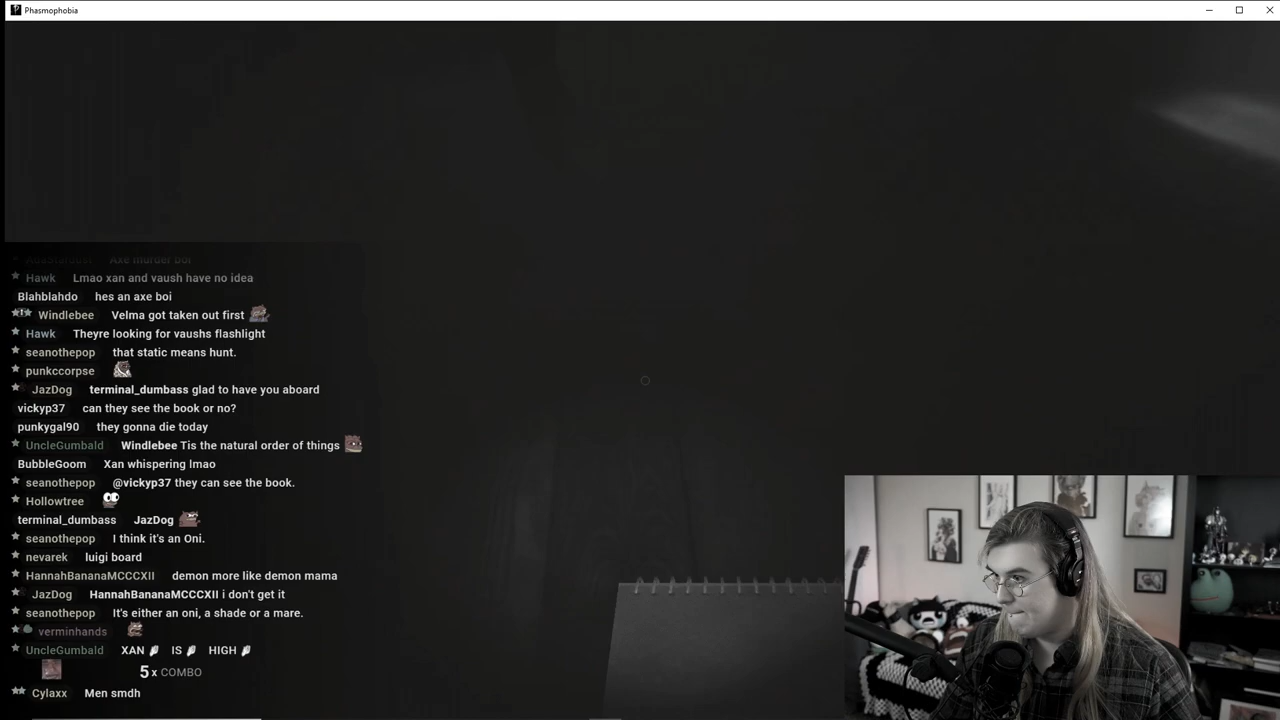 Phasmophobia
Axe murder boi
Hawk Lmao xan and vaush have no idea
Blahblahdo hes an axe boi
Windlebee Velma got taken out first
Hawk Theyre looking for vaushs flashlight
seanothepop that static means hunt.
punkccorpse
JazDog terminal_dumbass glad to have you aboard
vickyp37 can they see the book or no?
punkygal90 they gonna die today
UncleGumbald Windlebee Tis the natural order of things
BubbleGoom Xan whispering lmao
seanothepop @vickyp37 they can see the book.
Hollowtree
terminal_dumbass JazDog
seanothepop I think it's an Oni.
nevarek luigi board
HannahBananaMCCCXII demon more like demon mama
JazDog HannahBananaMCCCXII i don't get it
seanothepop It's either an oni, a shade or a mare.
verminhands
UncleGumbald XAN IS HIGH
5x COMBO
Cylaxx Men smdh